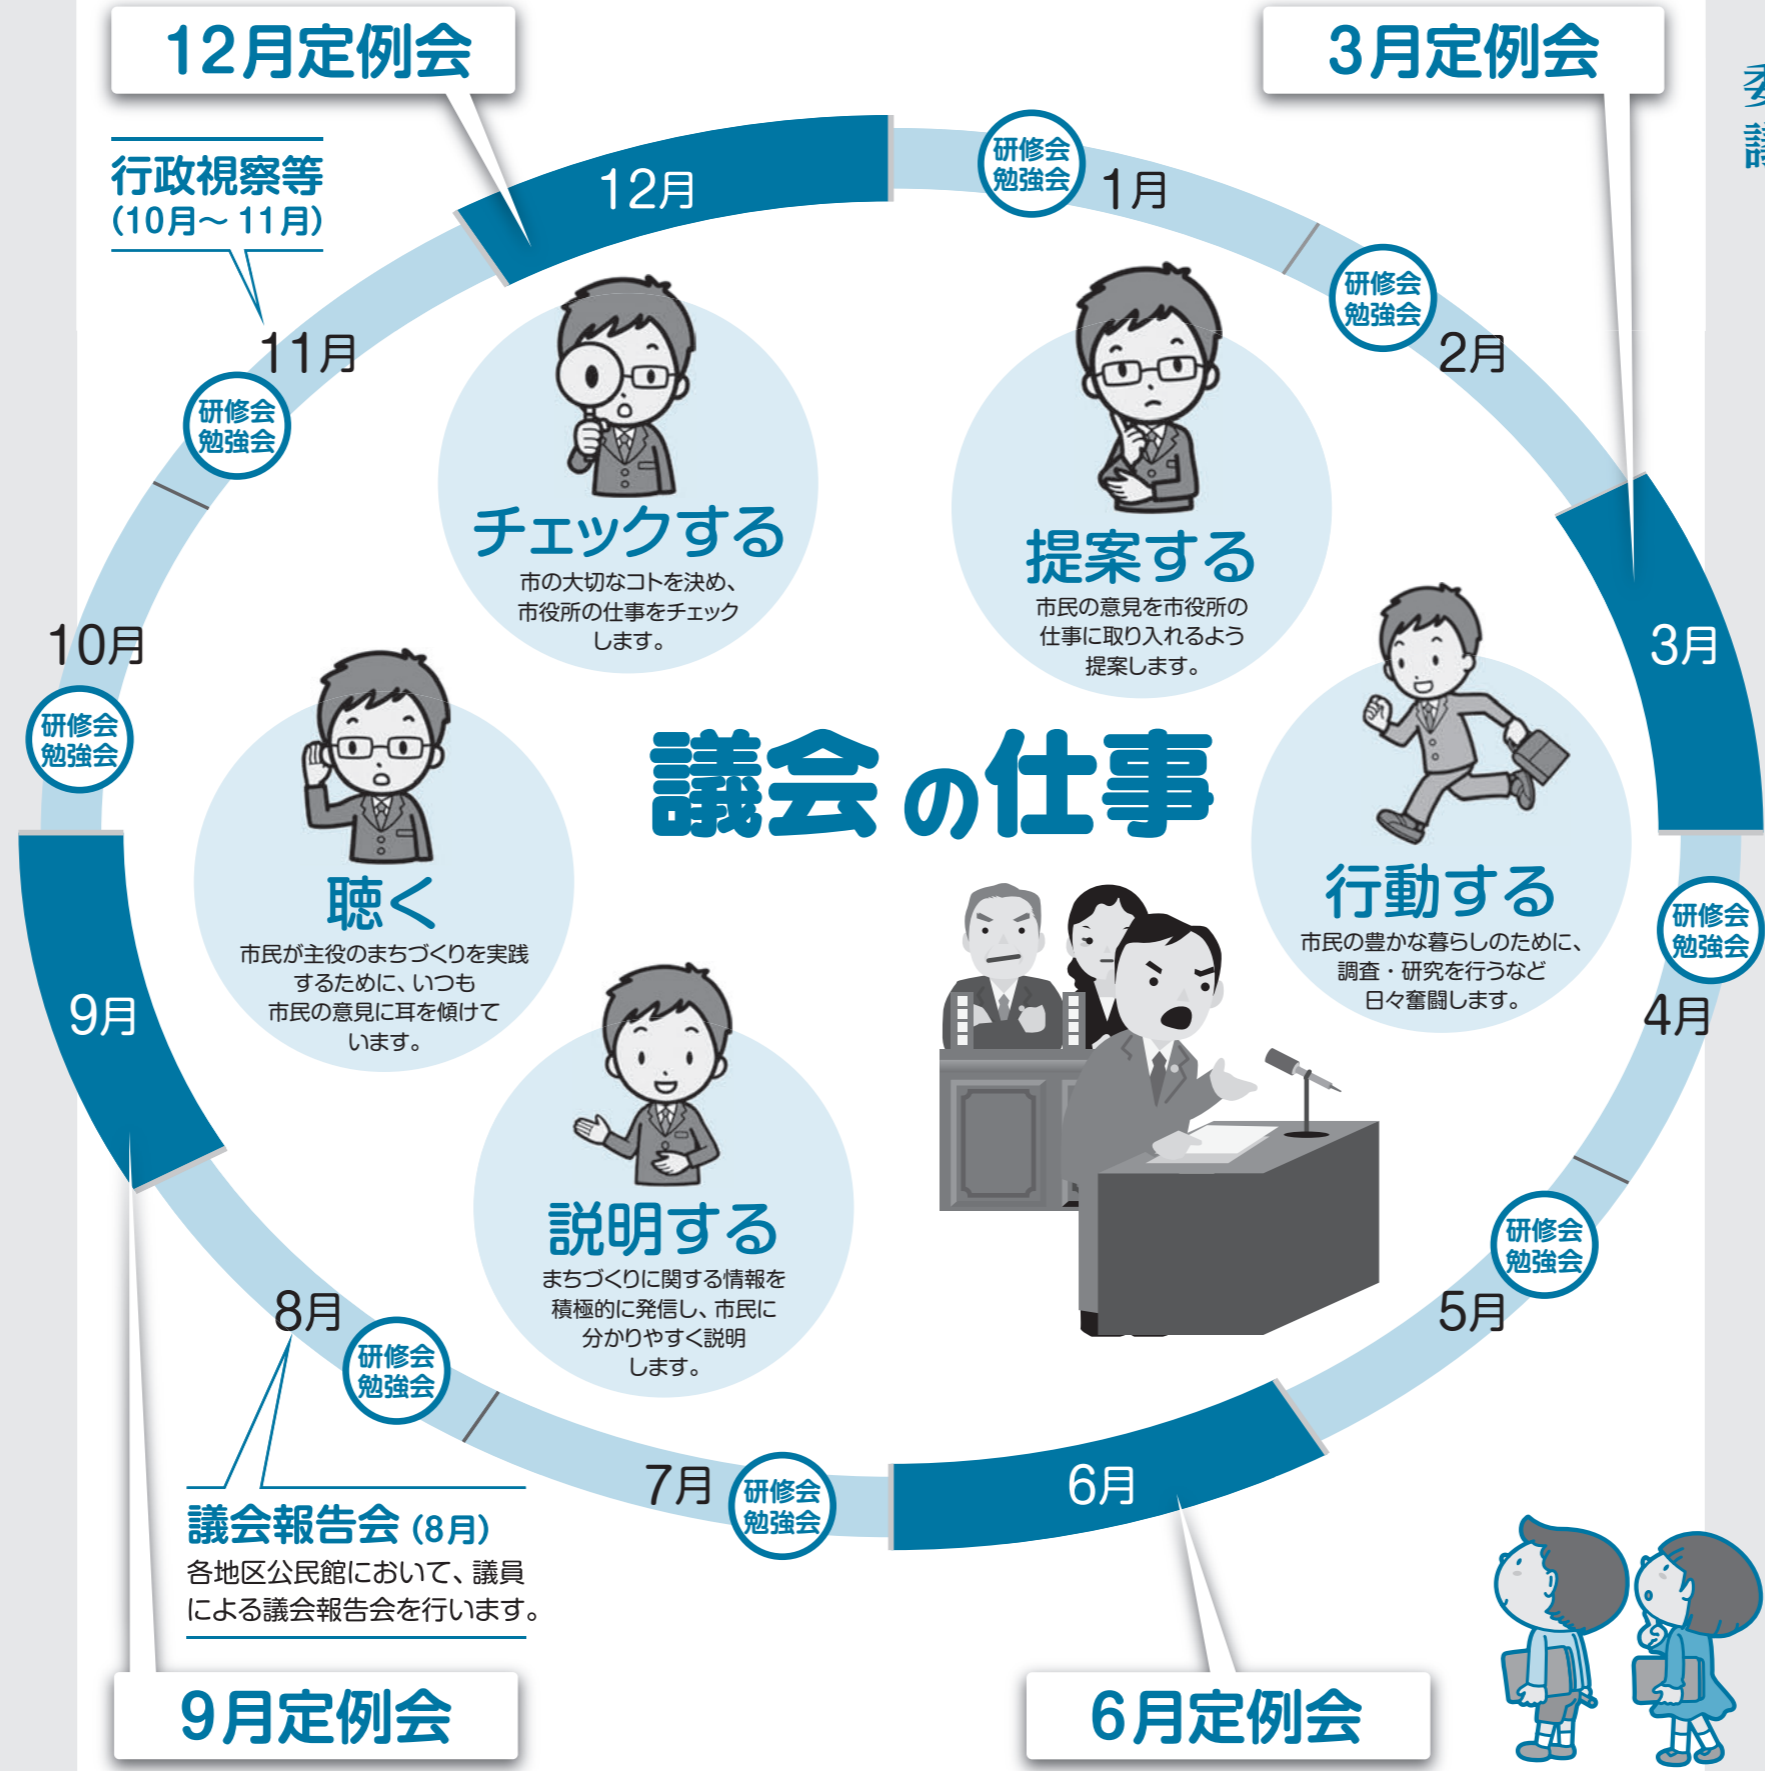 12月定例会
3月定例会
行政視察等
(10月～11月)
12月
研修会
勉強会
1月
研修会
勉強会
2月
11月
研修会
勉強会
チェックする
市の大切なコトを決め、
市役所の仕事をチェック
します。
提案する
市民の意見を市役所の
仕事に取り入れるよう
提案します。
10月
研修会
勉強会
3月
議会の仕事
聴く
市民が主役のまちづくりを実践
するために、いつも
市民の意見に耳を傾けて
います。
行動する
市民の豊かな暮らしのために、
調査・研究を行うなど
日々奮闘します。
研修会
勉強会
4月
9月
説明する
まちづくりに関する情報を
積極的に発信し、市民に
分かりやすく説明
します。
研修会
勉強会
5月
8月
研修会
勉強会
7月
研修会
勉強会
6月
議会報告会(8月)
各地区公民館において、議員
による議会報告会を行います。
9月定例会
6月定例会